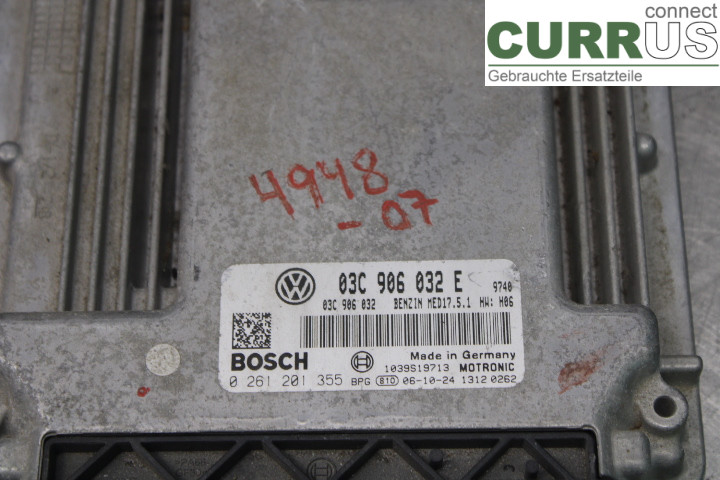 connect
CURRUS
Gebrauchte Ersatzteile
4948
-07
03C 906 032 E 9740
03C 906 032 BENZIN MED17.5.1 HW: H06
BOSCH Made in Germany
1039S19713 MOTRONIC
0 261 201 355 BPG 810 06-10-24 1312 0262